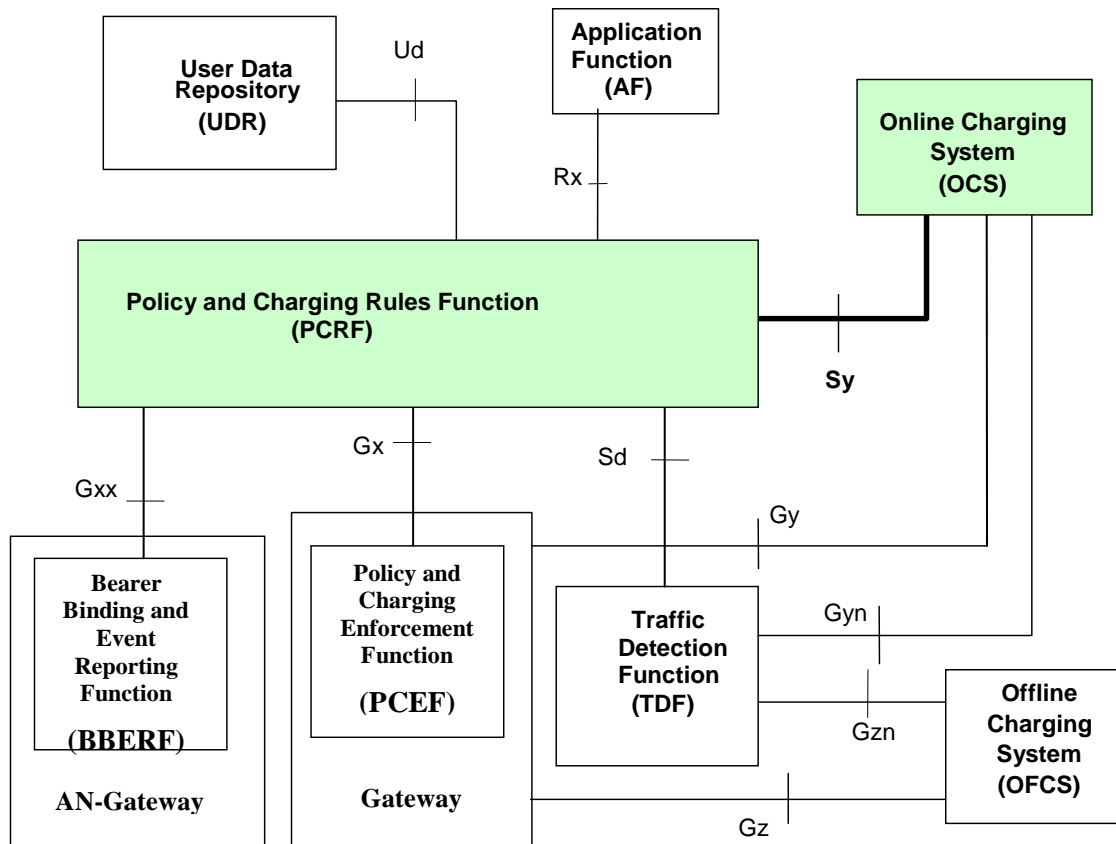 User Data
Repository
(UDR)
Ud
Application
Function
(AF)
Rx
Online Charging
System
(OCS)
Policy and Charging Rules Function
(PCRF)
Sy
Gxx
Gx
Sd
Gy
Bearer
Binding and
Event
Reporting
Function
(BBERF)
AN-Gateway
Policy and
Charging
Enforcement
Function
(PCEF)
Gateway
Traffic
Detection
Function
(TDF)
Gyn
Gzn
Offline
Charging
System
(OFCS)
Gz